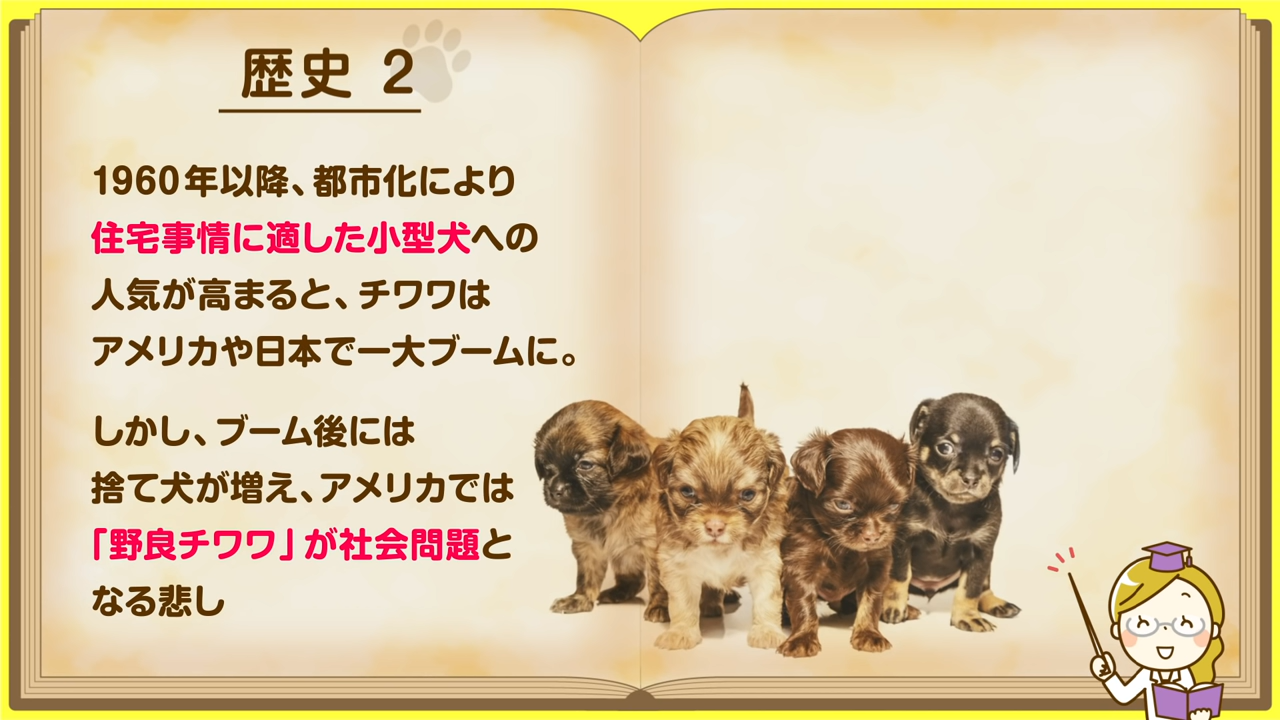 歴史 2
1960年以降、都市化により
住宅事情に適した小型犬への
人気が高まると、チワワは
アメリカや日本で一大ブームに。
しかし、ブーム後には
捨て犬が増え、アメリカでは
「野良チワワ」が社会問題と
なる悲し